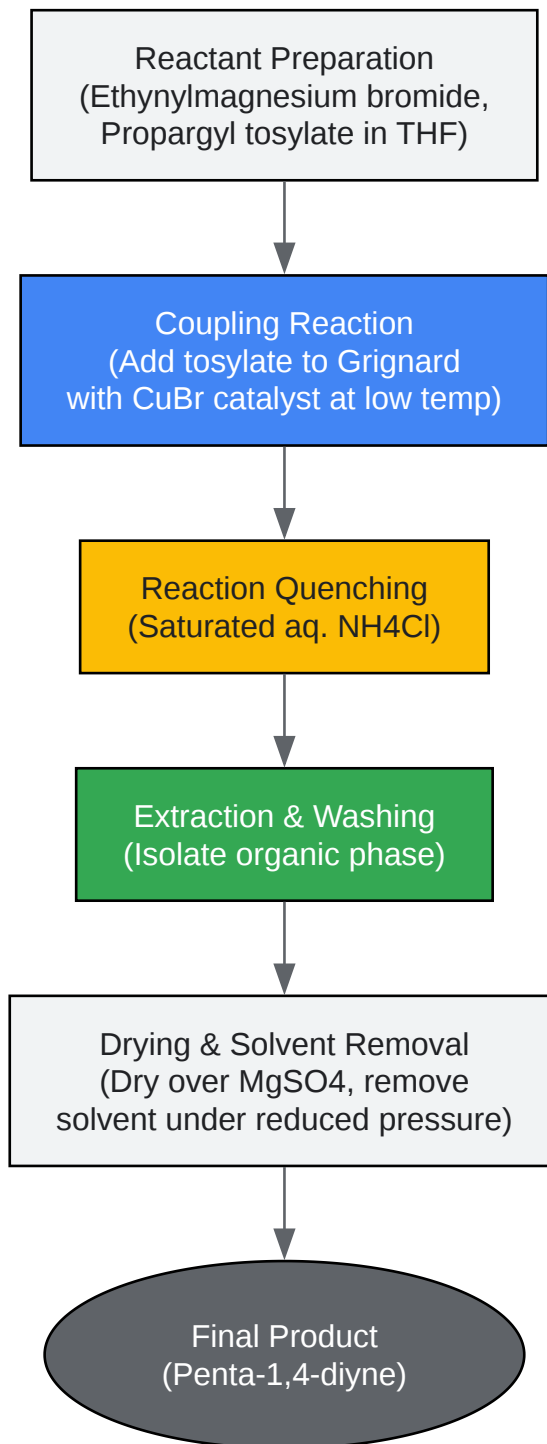 Reactant Preparation
(Ethynylmagnesium bromide,
Propargyl tosylate in THF)
Coupling Reaction
(Add tosylate to Grignard
with CuBr catalyst at low temp)
Reaction Quenching
(Saturated aq. NH4Cl)
Extraction & Washing
(Isolate organic phase)
Drying & Solvent Removal
(Dry over MgSO4, remove
solvent under reduced pressure)
Final Product
(Penta-1,4-diyne)